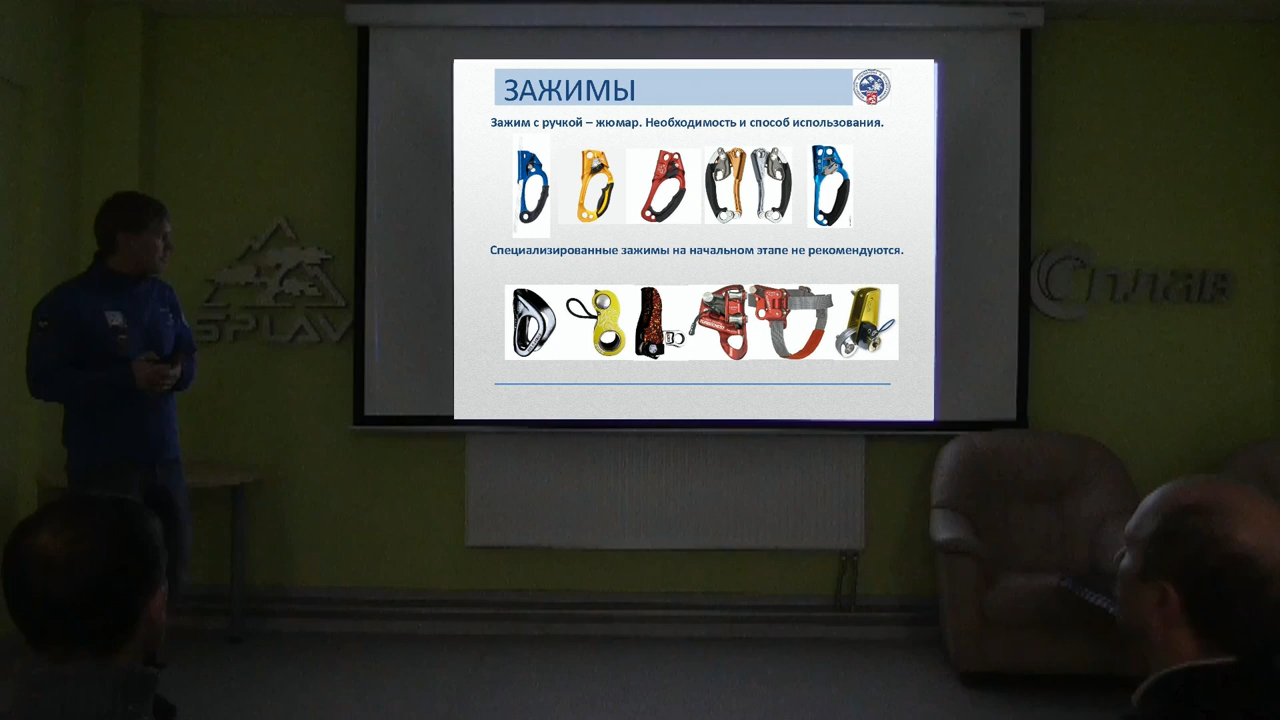 ЗАЖИМЫ
Зажим с ручкой – жюмар. Необходимость и способ использования.
Специализированные зажимы на начальном этапе не рекомендуются.
SPLAV
Сплав